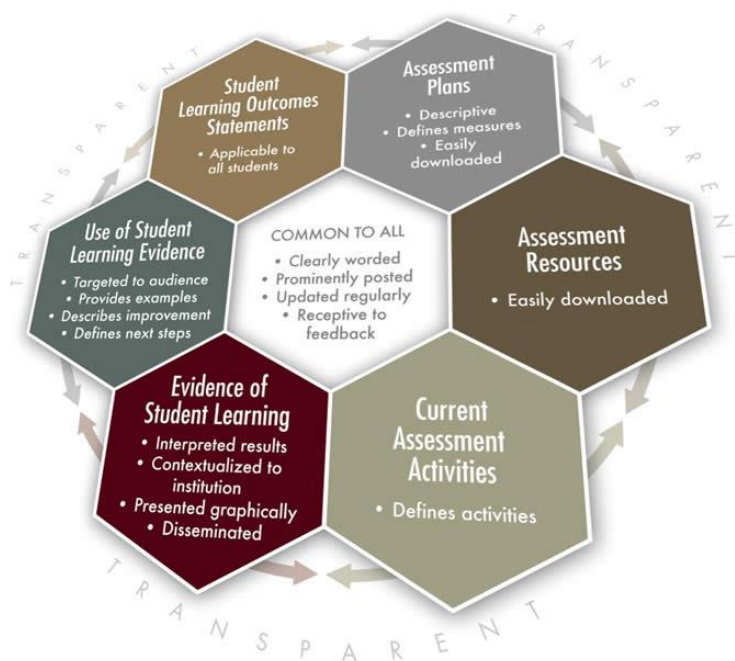 TRANSPARENT
TRANSPARENT
Student
Learning Outcomes
Statements
• Applicable to
all students
Assessment
Plans
• Descriptive
• Defines measures
• Easily
downloaded
Use of Student
Learning Evidence
• Targeted to audience
• Provides examples
• Describes improvement
• Defines next steps
COMMON TO ALL
• Clearly worded
• Prominently posted
• Updated regularly
• Receptive to
feedback
Assessment
Resources
• Easily downloaded
Evidence of
Student Learning
• Interpreted results
• Contextualized to
institution
• Presented graphically
• Disseminated
Current
Assessment
Activities
• Defines activities
TRANSPARENT